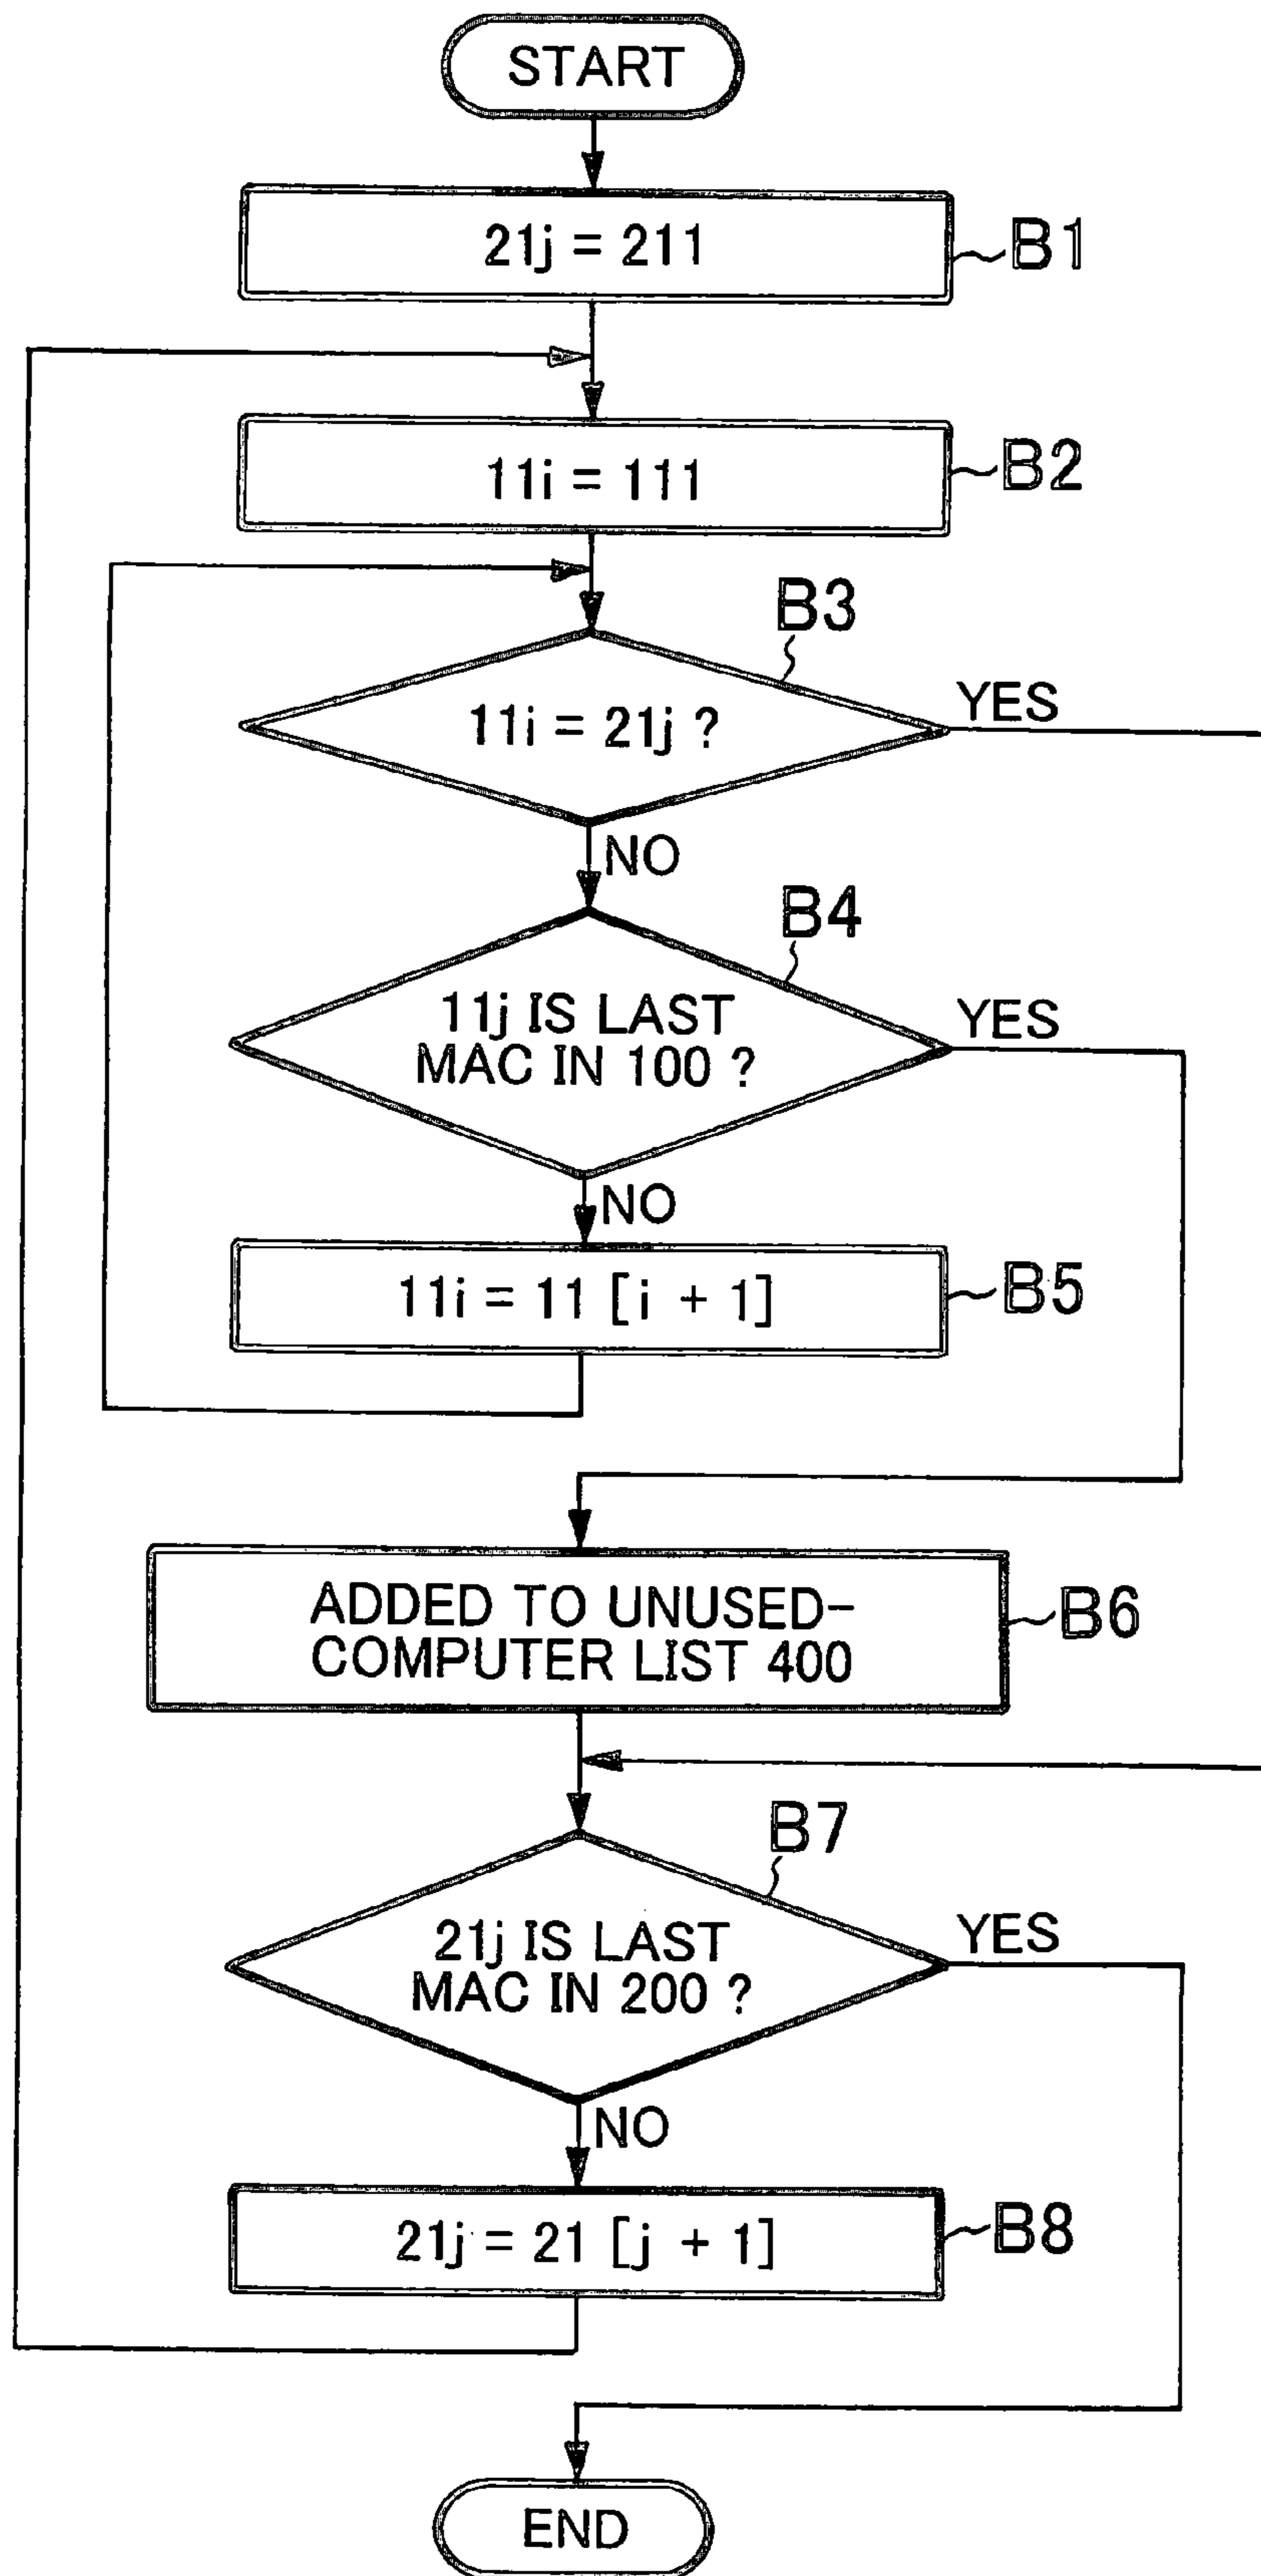 START
21j = 211
B1
11i = 111
B2
B3
11i = 21j ?
YES
NO
B4
11j IS LAST
MAC IN 100 ?
YES
NO
11i = 11 [i + 1]
B5
ADDED TO UNUSED-
COMPUTER LIST 400
B6
B7
21j IS LAST
MAC IN 200 ?
YES
NO
21j = 21 [j + 1]
B8
END